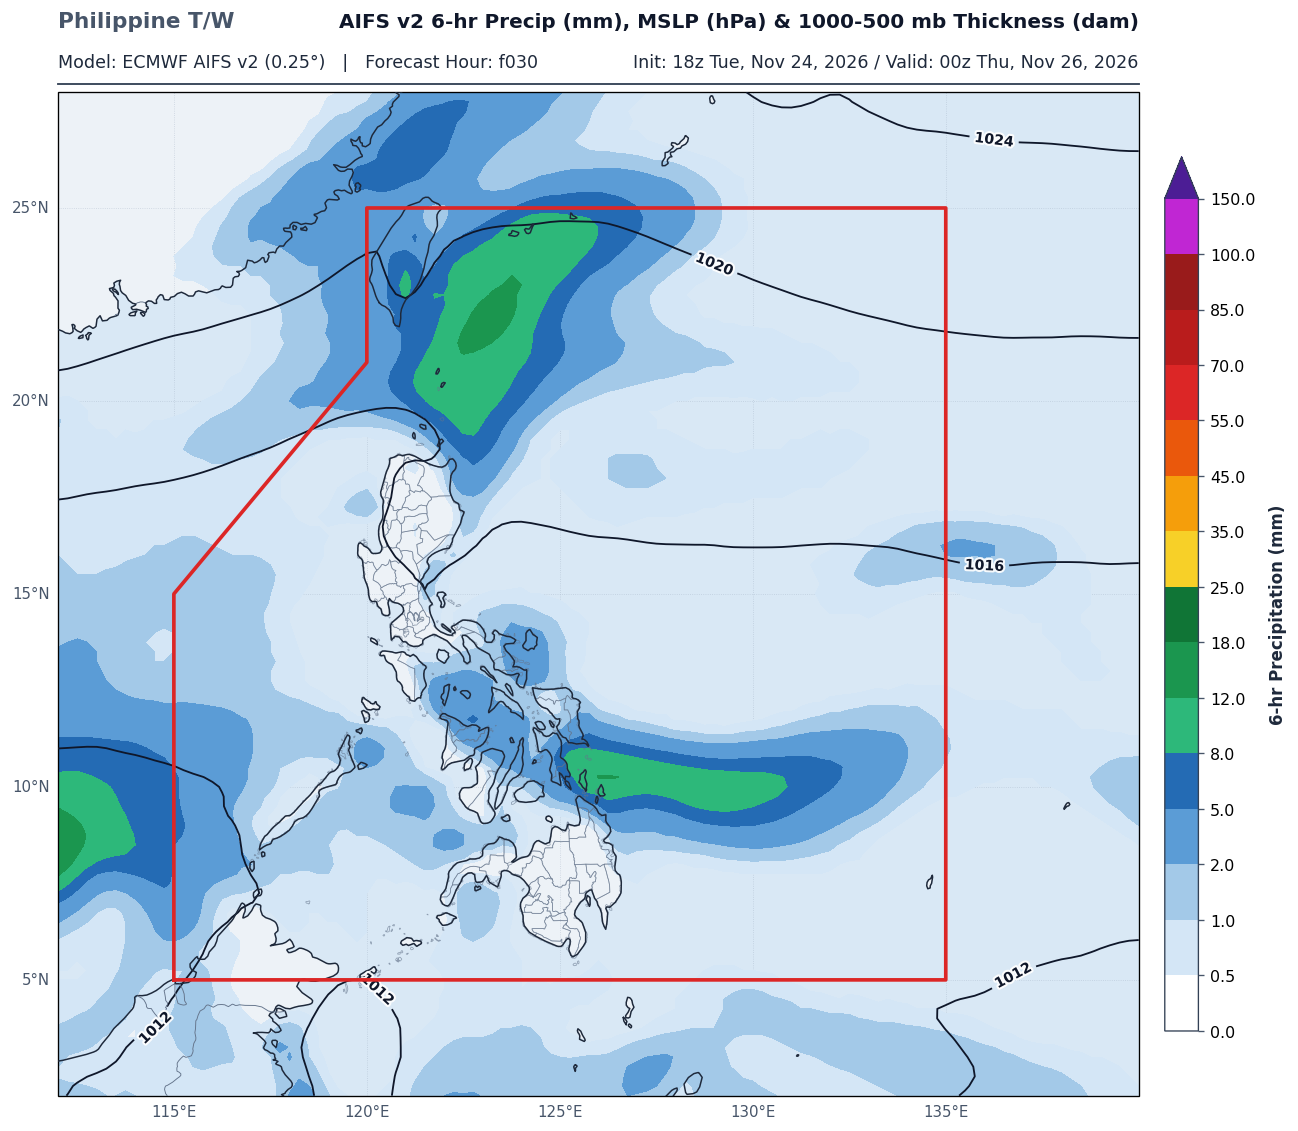 Philippine T/W
AIFS v2 6-hr Precip (mm), MSLP (hPa) & 1000-500 mb Thickness (dam)
Model: ECMWF AIFS v2 (0.25°) | Forecast Hour: f030
Init: 18z Tue, Nov 24, 2026 / Valid: 00z Thu, Nov 26, 2026
1024
1020
1016
1012
1012
1012
25°N
20°N
15°N
10°N
5°N
115°E
120°E
125°E
130°E
135°E
150.0
100.0
85.0
70.0
55.0
45.0
35.0
25.0
18.0
12.0
8.0
5.0
2.0
1.0
0.5
0.0
6-hr Precipitation (mm)